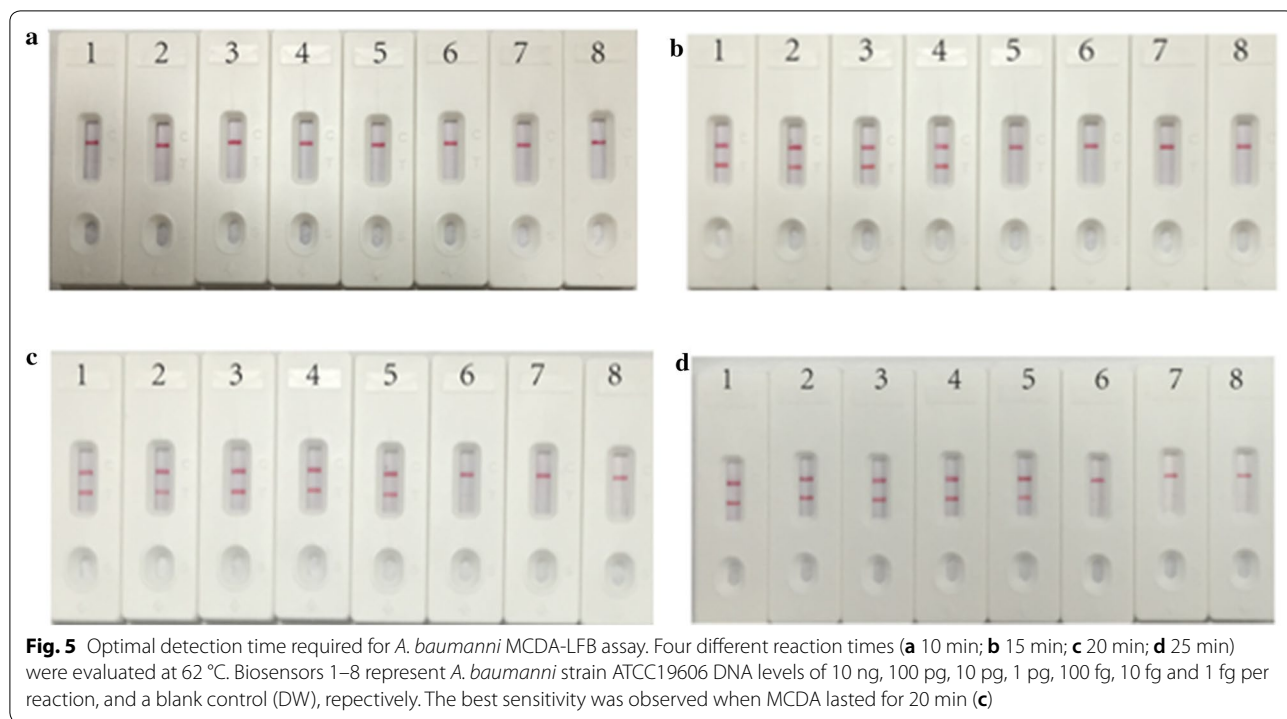 a
1 2 3 4 5 6 7 8
C C C C C C C C
T T T T T T T T
b
1 2 3 4 5 6 7 8
c
1 2 3 4 5 6 7 8
d
1 2 3 4 5 6 7 8
Fig. 5 Optimal detection time required for A. baumanni MCDA-LFB assay. Four different reaction times (a 10 min; b 15 min; c 20 min; d 25 min)
were evaluated at 62 °C. Biosensors 1–8 represent A. baumanni strain ATCC19606 DNA levels of 10 ng, 100 pg, 10 pg, 1 pg, 100 fg, 10 fg and 1 fg per
reaction, and a blank control (DW), repectively. The best sensitivity was observed when MCDA lasted for 20 min (c)